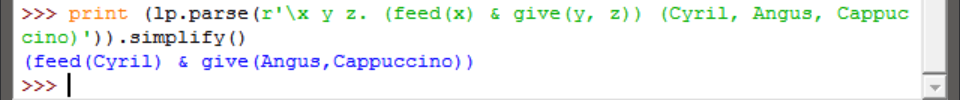 >>> print (lp.parse(r'\x y z. (feed(x) & give(y, z)) (Cyril, Angus, Cappuc
cino)')).simplify()
(feed(Cyril) & give(Angus,Cappuccino))
>>>